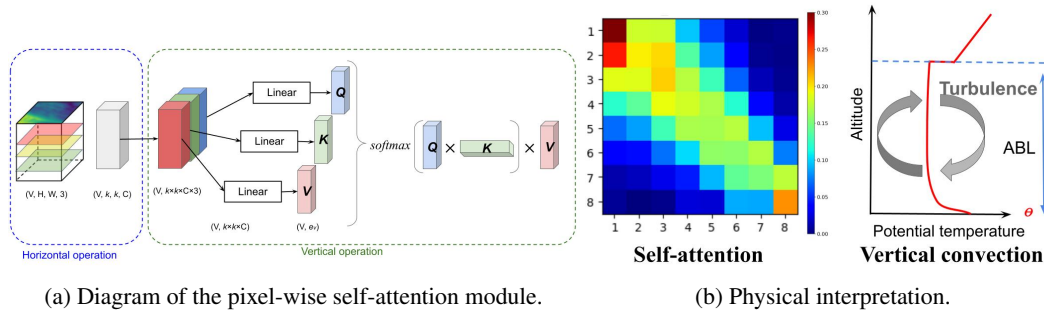 (V, H, W, 3)
(V, k, k, C)
Horizontal operation
(V, k×k×C×3)
Linear
Linear
Linear
Q
K
V
(V, k×k×C)
Vertical operation
softmax
Q × K × V
0.30
0.25
0.20
0.15
0.10
0.05
0.00
1
2
3
4
5
6
7
8
1 2 3 4 5 6 7 8
Self-attention
Altitude
Turbulence
ABL
θ
Potential temperature
Vertical convection
(a) Diagram of the pixel-wise self-attention module.
(b) Physical interpretation.